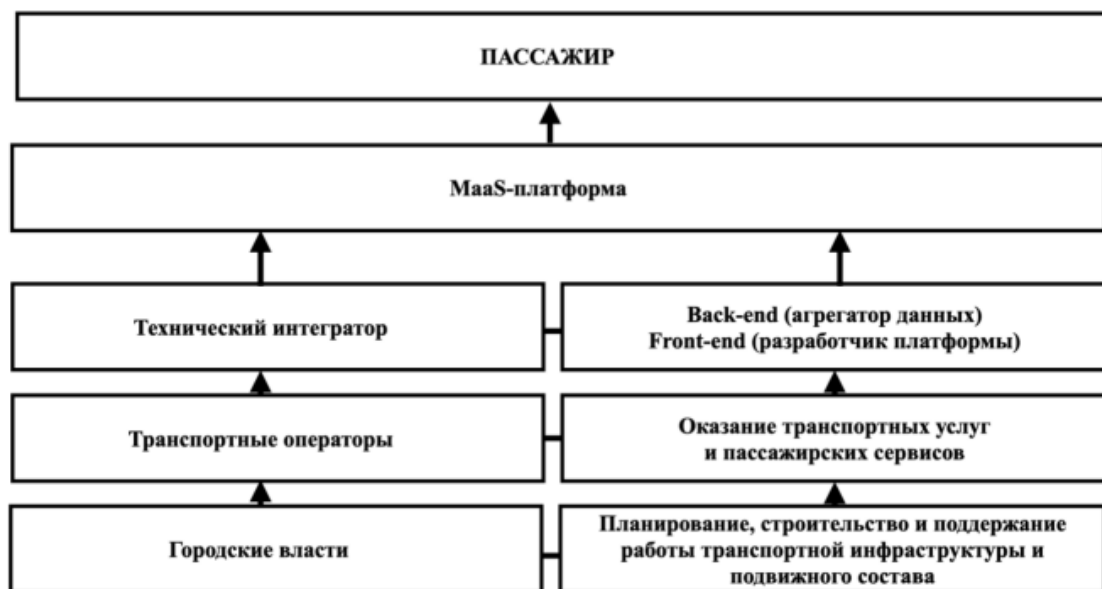 ПАССАЖИР
MaaS-платформа
Технический интегратор
Back-end (агрегатор данных)
Front-end (разработчик платформы)
Транспортные операторы
Оказание транспортных услуг
и пассажирских сервисов
Городские власти
Планирование, строительство и поддержание
работы транспортной инфраструктуры и
подвижного состава